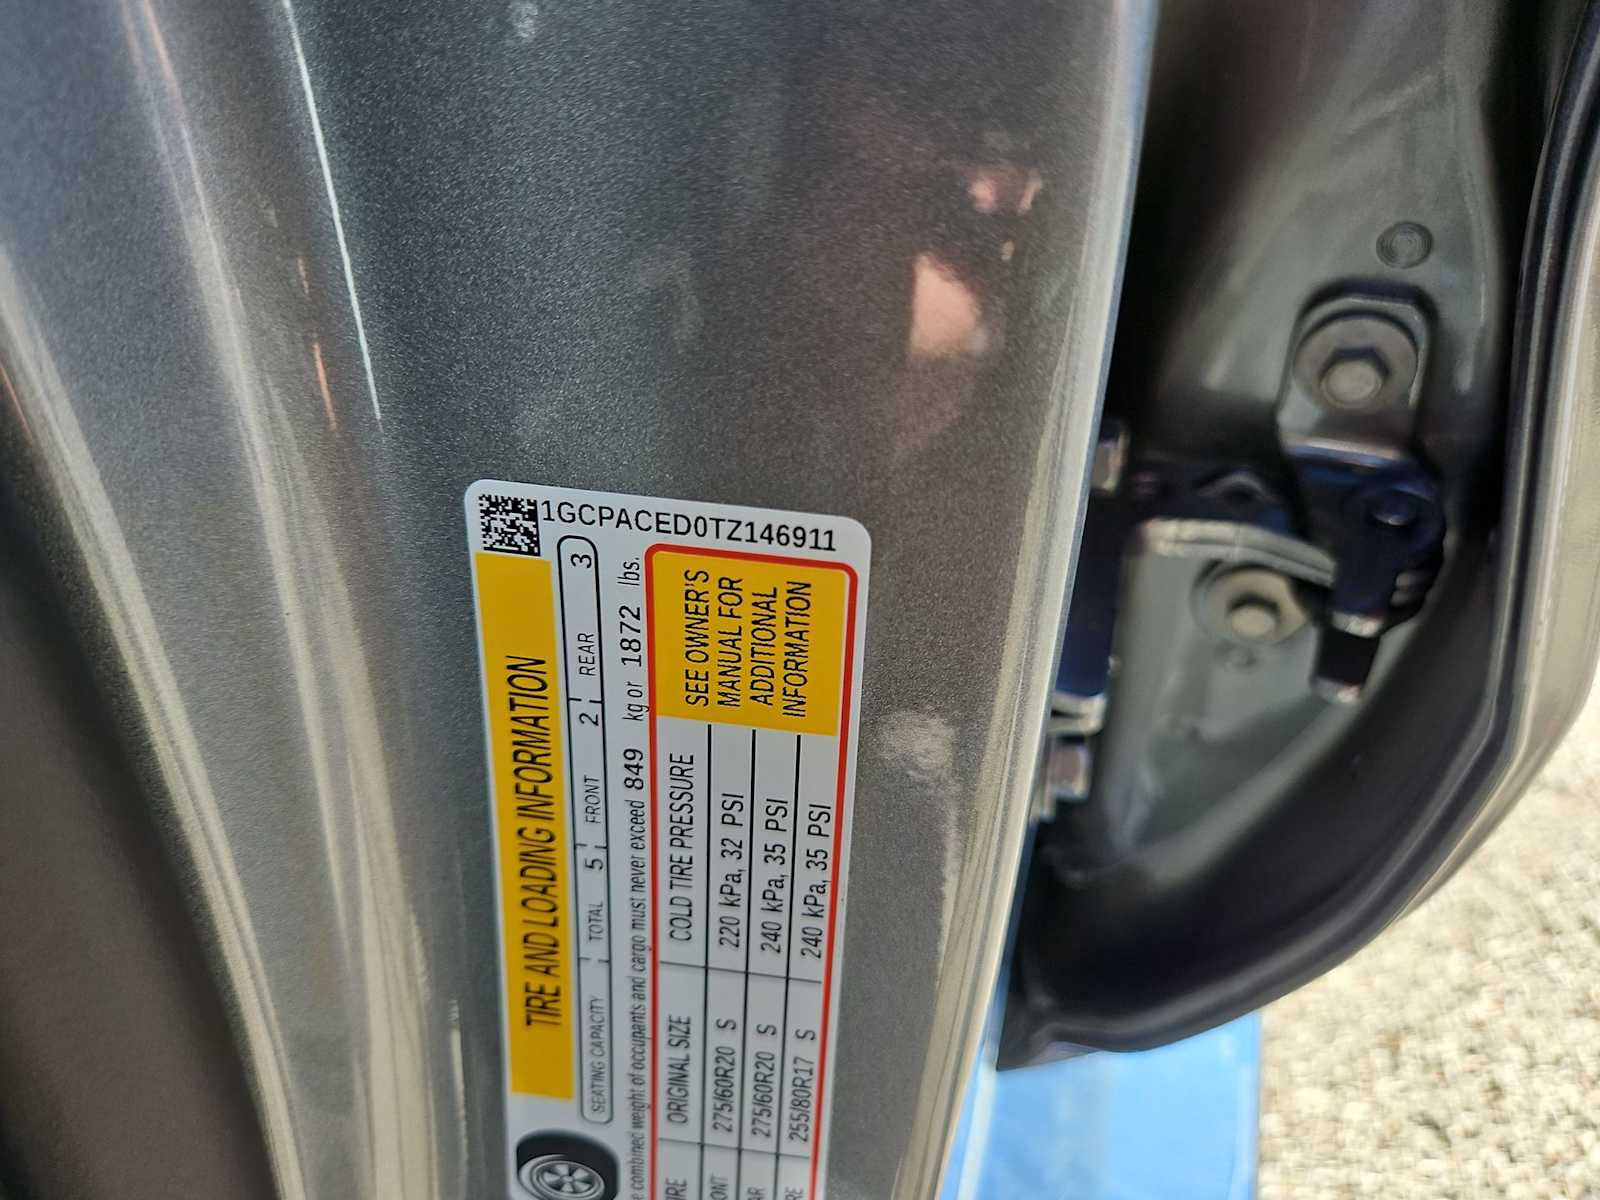 1GCPACED0TZ146911
TIRE AND LOADING INFORMATION
SEATING CAPACITY TOTAL 5 FRONT 2 REAR 3
combined weight of occupants and cargo must never exceed 849 kg or 1872 lbs.
ORIGINAL SIZE COLD TIRE PRESSURE
275/60R20 S 220 kPa, 32 PSI
275/60R20 S 240 kPa, 35 PSI
255/80R17 S 240 kPa, 35 PSI
SEE OWNER'S
MANUAL FOR
ADDITIONAL
INFORMATION